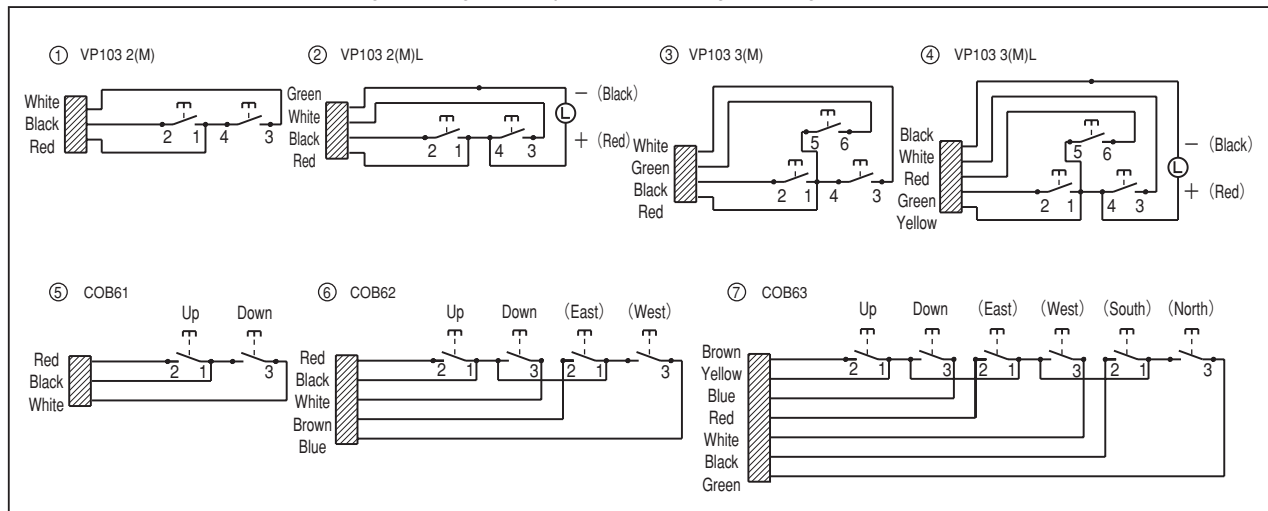 ① VP103 2(M)
White
Black
Red
2 1 4 3
② VP103 2(M)L
Green
White
Black
Red
2 1 4 3
− (Black)
L
+ (Red)
③ VP103 3(M)
White
Green
Black
Red
5 6
2 1 4 3
④ VP103 3(M)L
Black
White
Red
Green
Yellow
5 6
2 1 4 3
− (Black)
L
+ (Red)
⑤ COB61
Up Down
Red
Black
White
2 1 3
⑥ COB62
Up Down (East) (West)
Red
Black
White
Brown
Blue
2 1 3 2 1 3
⑦ COB63
Up Down (East) (West) (South) (North)
Brown
Yellow
Blue
Red
White
Black
Green
2 1 3 2 1 3 2 1 3